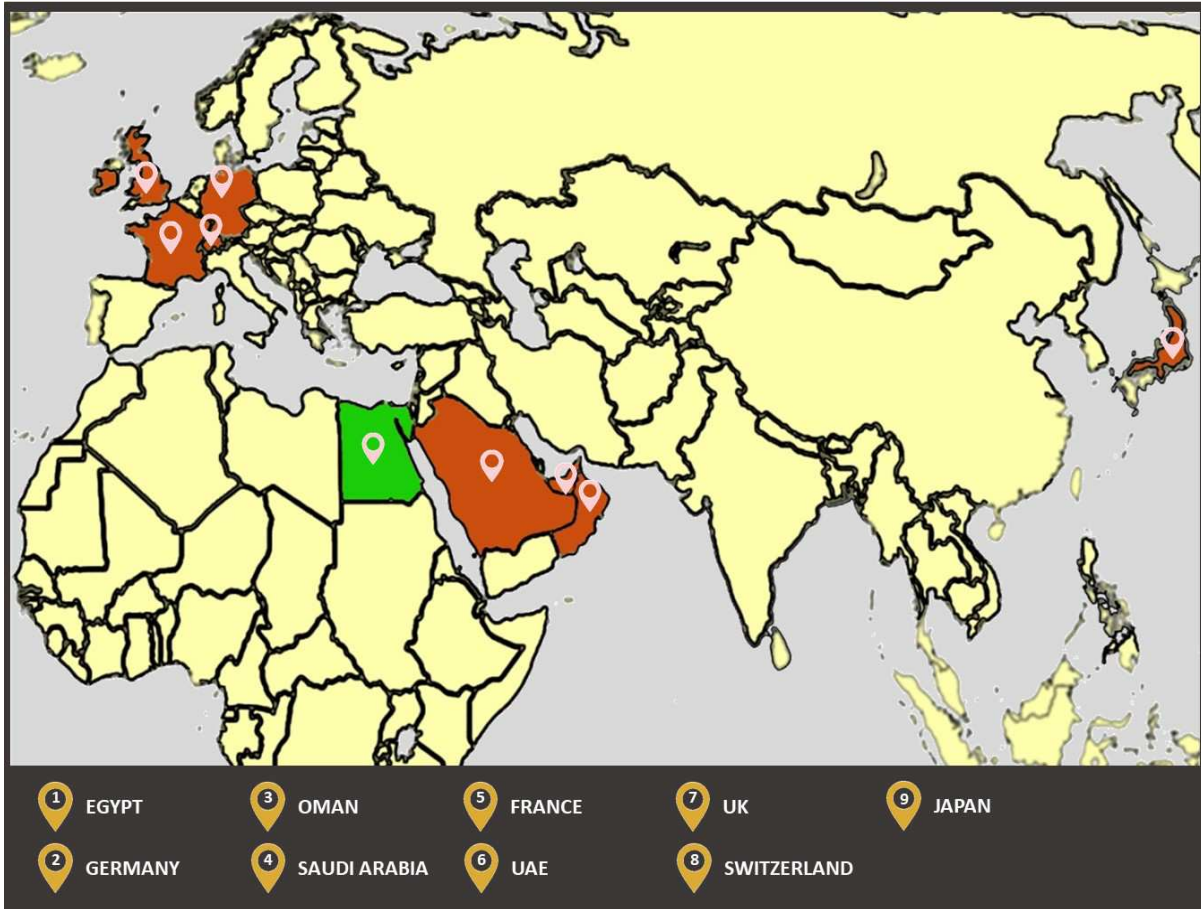 1 EGYPT
3 OMAN
5 FRANCE
7 UK
9 JAPAN
2 GERMANY
4 SAUDI ARABIA
6 UAE
8 SWITZERLAND